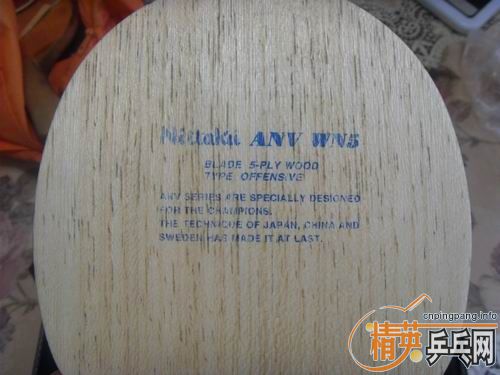 Nittaku ANV WN5
BLADE 5-PLY WOOD
TYPE OFFENSIVE
ANV SERIES ARE SPECIALLY DESIGNED
FOR THE CHAMPIONS.
THE TECHNIQUE OF JAPAN, CHINA AND
SWEDEN HAS MADE IT AT LAST.
cnpingpang.info
精英乒乓网